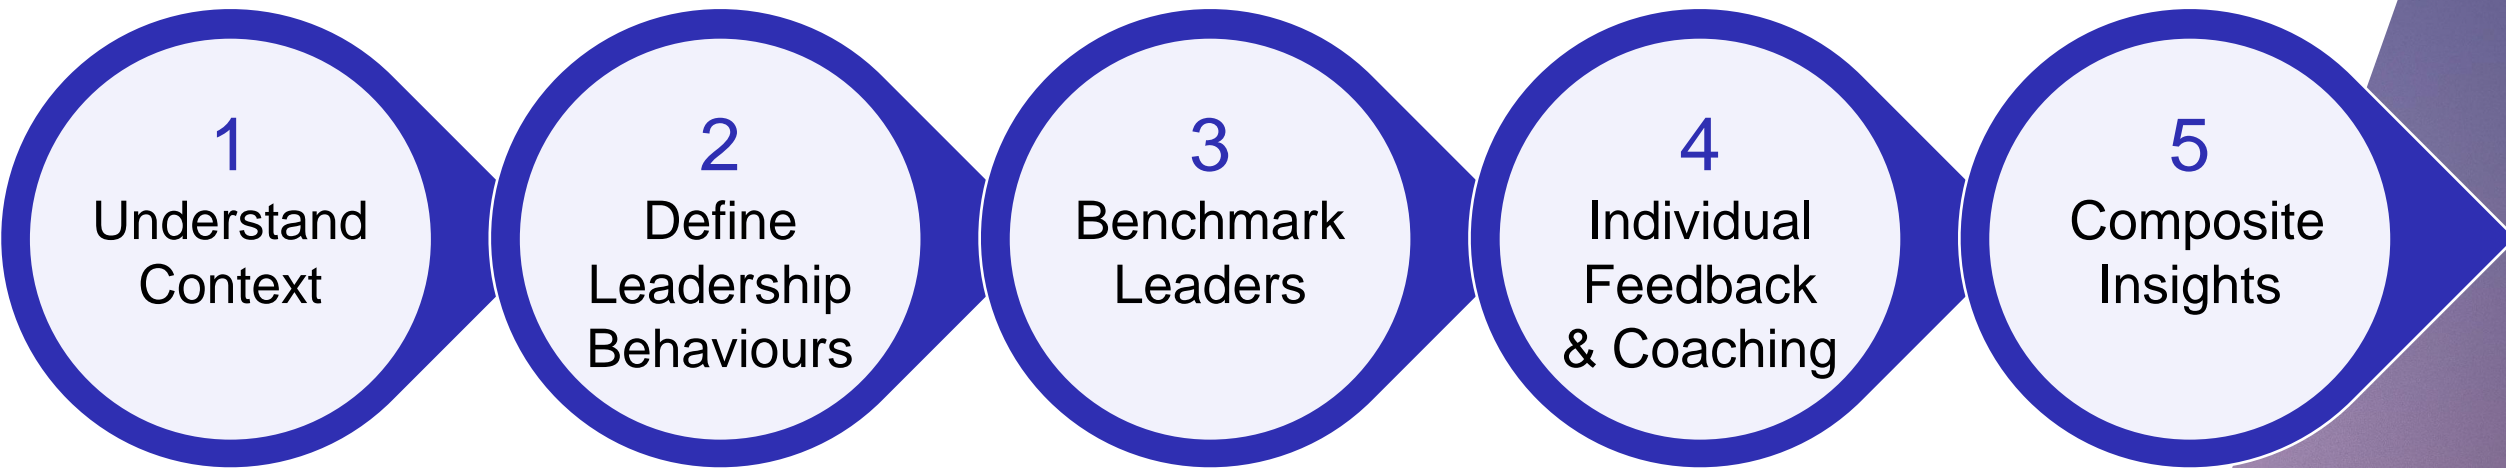 1
Understand
Context
2
Define
Leadership
Behaviours
3
Benchmark
Leaders
4
Individual
Feedback
& Coaching
5
Composite
Insights